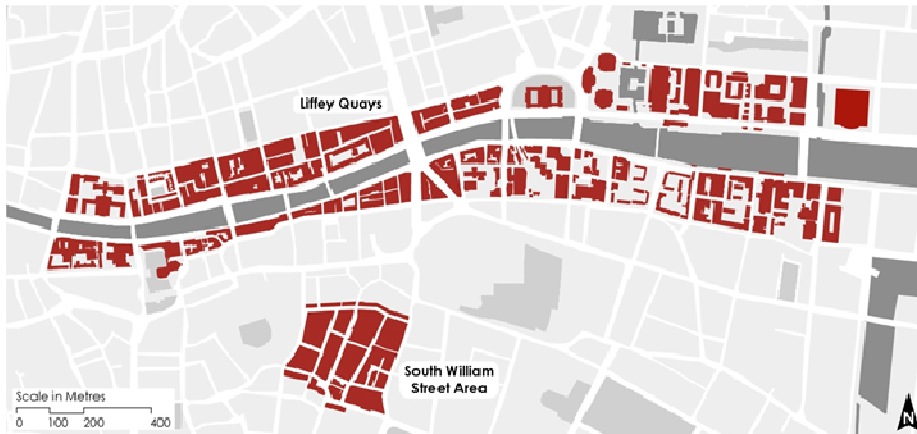 Liffey Quays
South William
Street Area
Scale in Metres
0 100 200 400
N